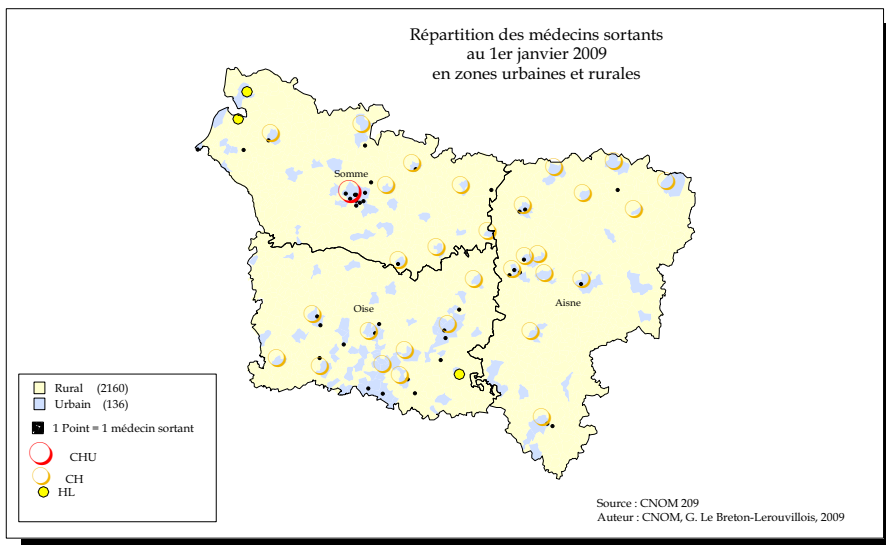 Répartition des médecins sortants
au 1er janvier 2009
en zones urbaines et rurales
Somme
Oise
Aisne
Rural (2160)
Urbain (136)
1 Point = 1 médecin sortant
CHU
CH
HL
Source : CNOM 209
Auteur : CNOM, G. Le Breton-Lerouvillois, 2009